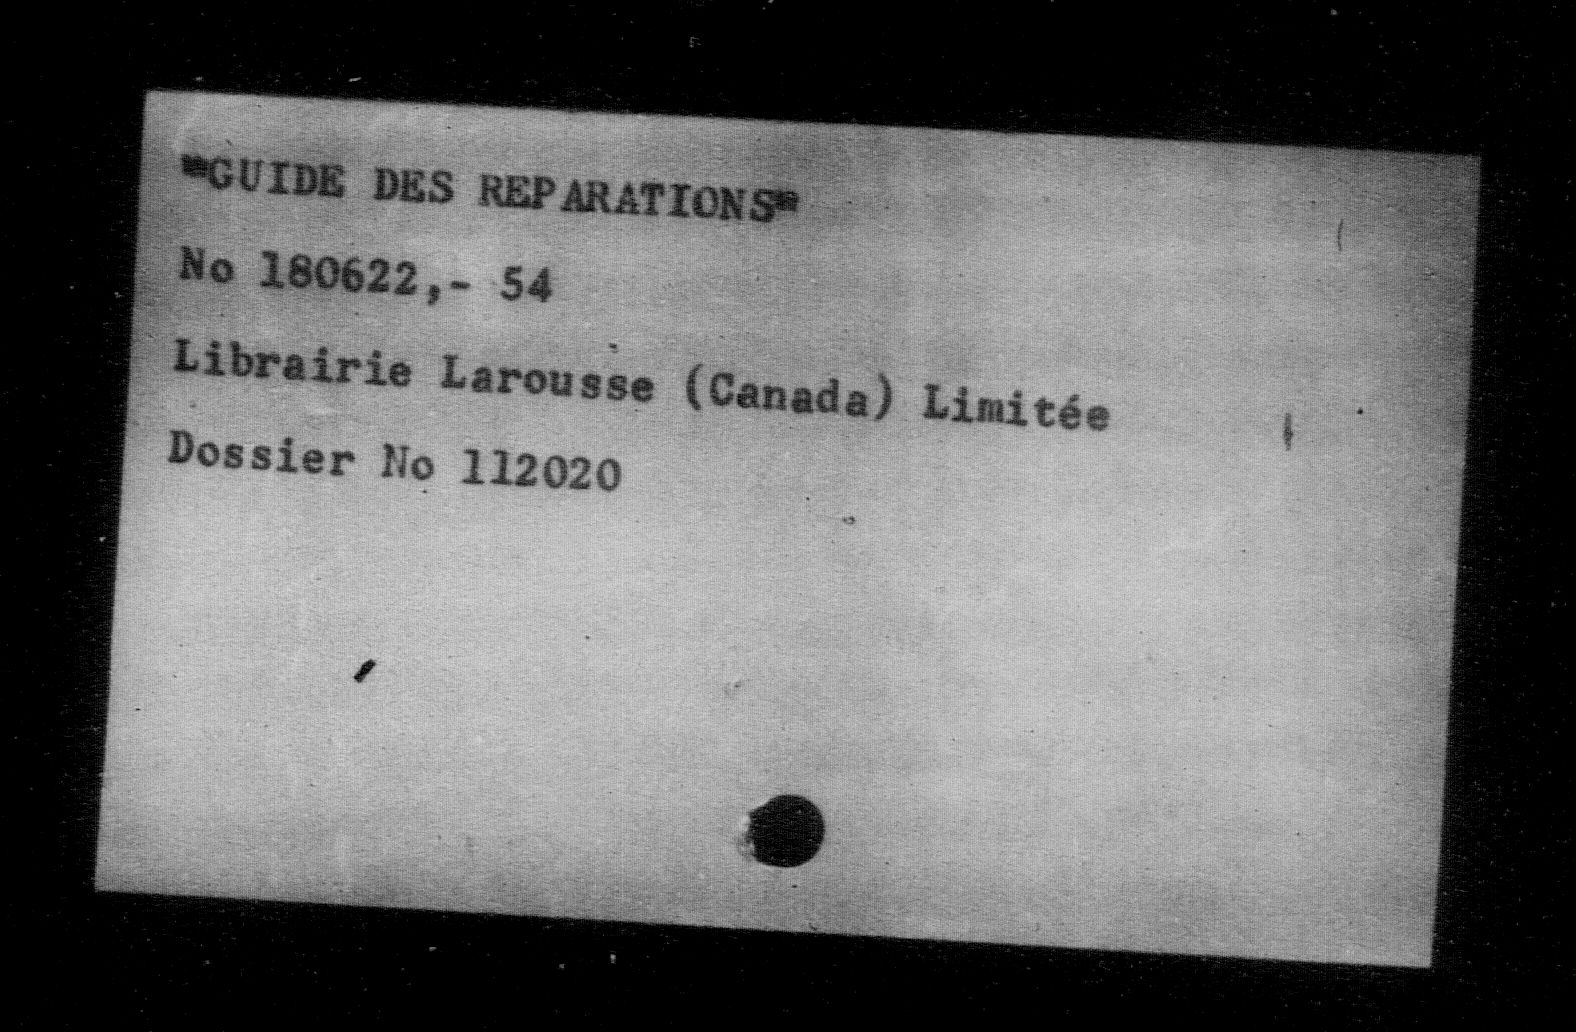 "GUIDE DES REPARATIONS"
No 180622,- 54
Librairie Larousse (Canada) Limitée
Dossier No 112020